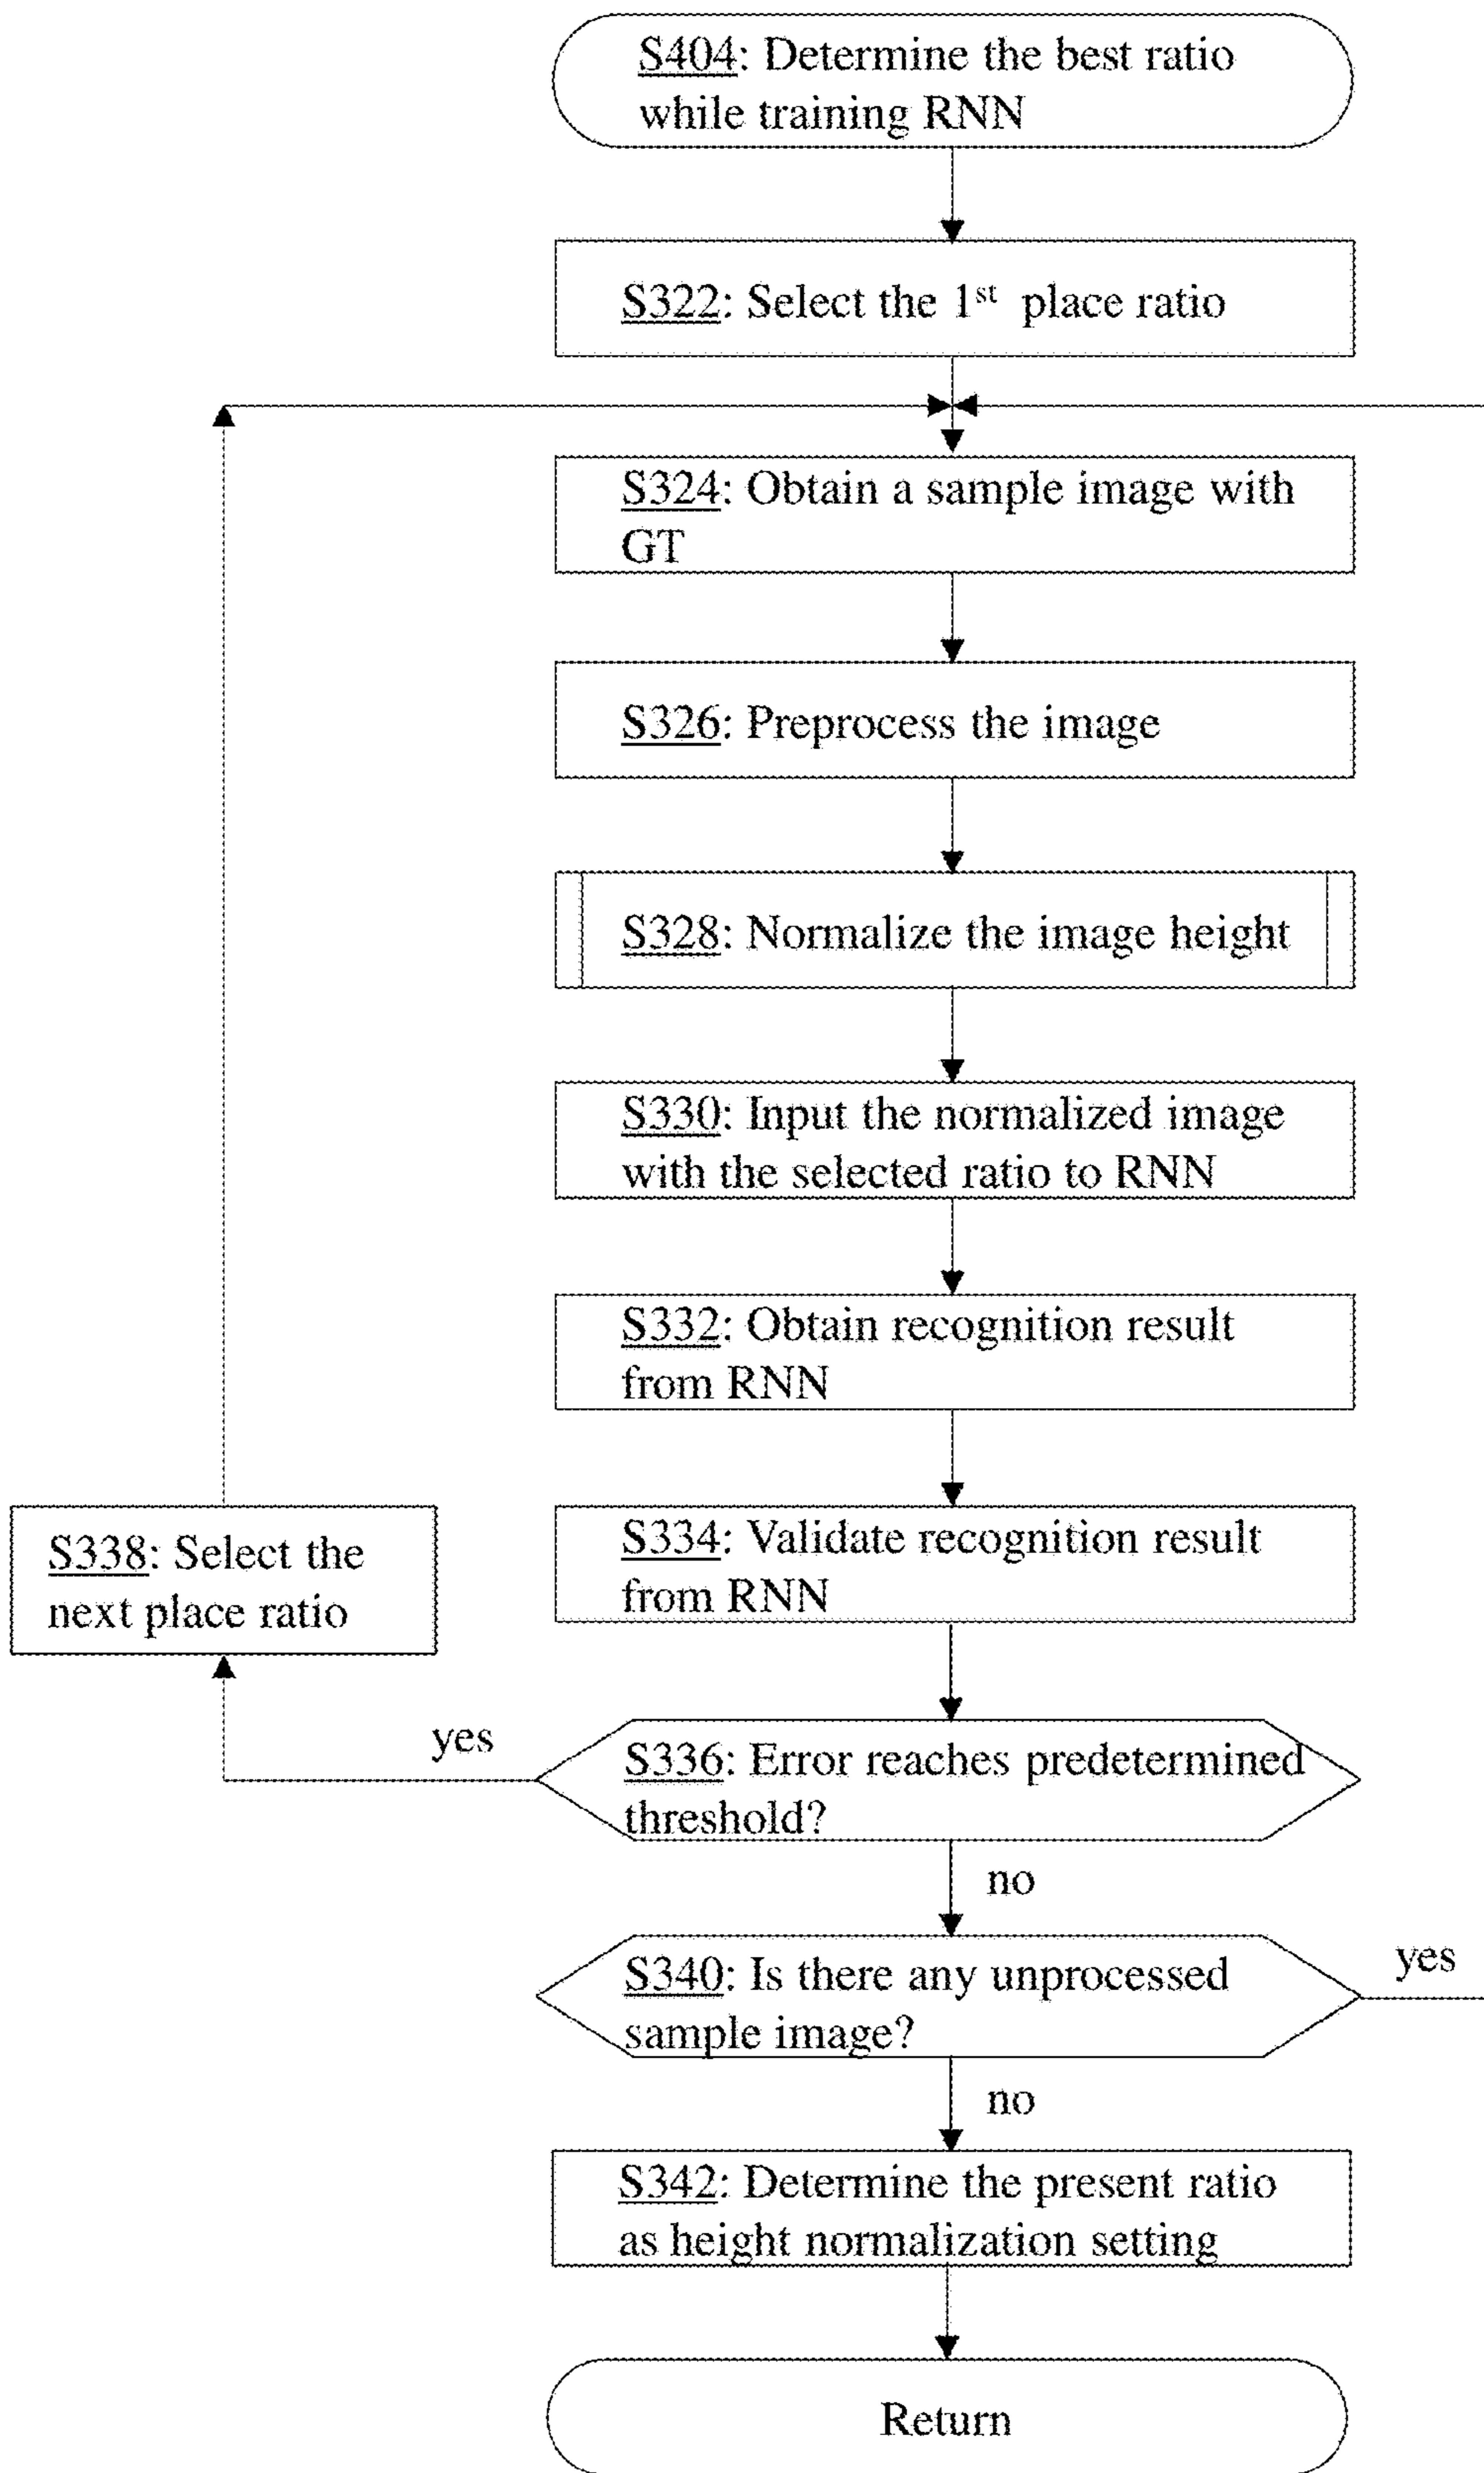 S404: Determine the best ratio
while training RNN
S322: Select the 1st place ratio
S324: Obtain a sample image with
GT
S326: Preprocess the image
S328: Normalize the image height
S330: Input the normalized image
with the selected ratio to RNN
S332: Obtain recognition result
from RNN
S334: Validate recognition result
from RNN
S338: Select the
next place ratio
yes
S336: Error reaches predetermined
threshold?
no
S340: Is there any unprocessed
sample image?
yes
no
S342: Determine the present ratio
as height normalization setting
Return